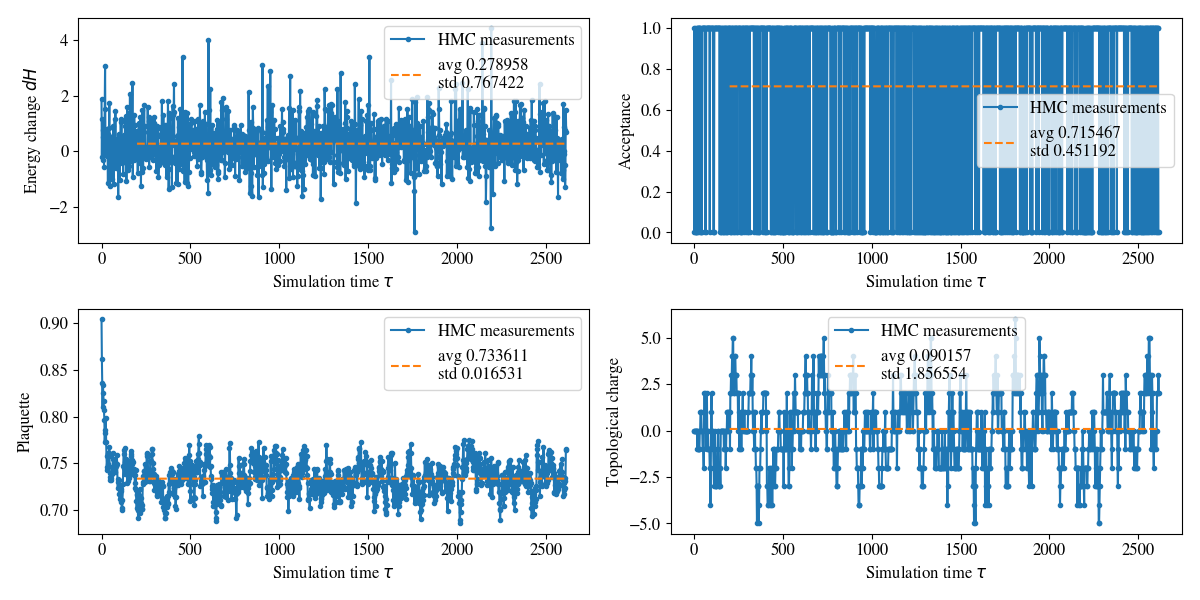 4
2
0
−2
Energy change dH
0
500
1000
1500
2000
2500
Simulation time τ
HMC measurements
avg 0.278958
std 0.767422
1.0
0.8
0.6
0.4
0.2
0.0
Acceptance
0
500
1000
1500
2000
2500
Simulation time τ
HMC measurements
avg 0.715467
std 0.451192
0.90
0.85
0.80
0.75
0.70
Plaquette
0
500
1000
1500
2000
2500
Simulation time τ
HMC measurements
avg 0.733611
std 0.016531
5.0
2.5
0.0
−2.5
−5.0
Topological charge
0
500
1000
1500
2000
2500
Simulation time τ
HMC measurements
avg 0.090157
std 1.856554